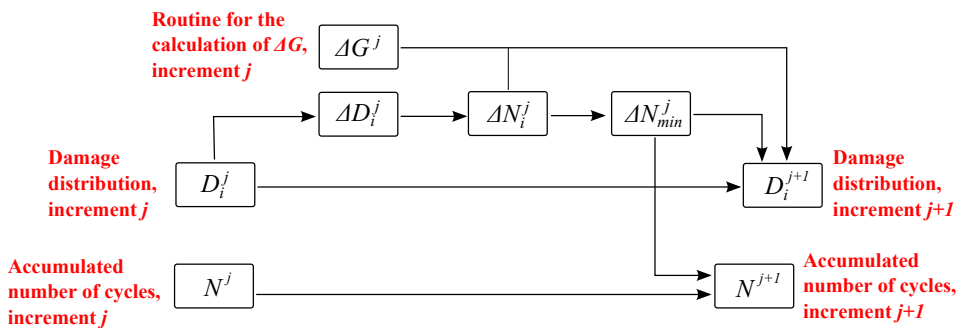 Routine for the
calculation of ΔG,
increment j
ΔG^j
ΔD_i^j
ΔN_i^j
ΔN_min^j
Damage
distribution,
increment j
D_i^j
D_i^{j+1}
Damage
distribution,
increment j+1
Accumulated
number of cycles,
increment j
N^j
N^{j+1}
Accumulated
number of cycles,
increment j+1